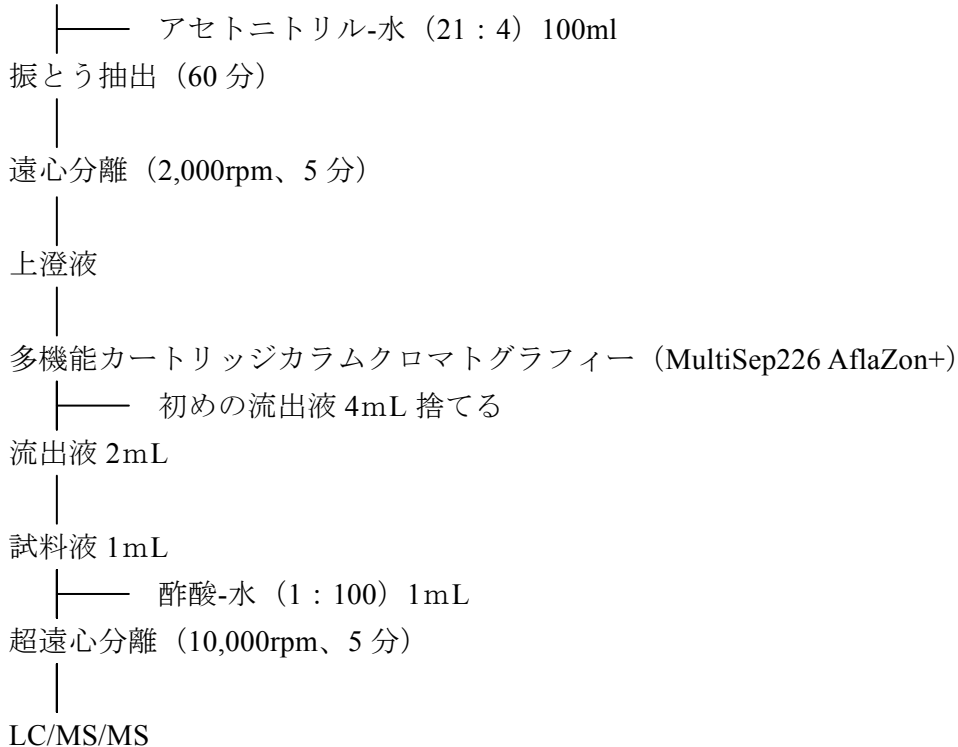 アセトニトリル-水（21：4）100ml
振とう抽出（60 分）
遠心分離（2,000rpm、5 分）
上澄液
多機能カートリッジカラムクロマトグラフィー（MultiSep226 AflaZon+）
初めの流出液 4ｍL 捨てる
流出液 2ｍL
試料液 1ｍL
酢酸-水（1：100）1ｍL
超遠心分離（10,000rpm、5 分）
LC/MS/MS